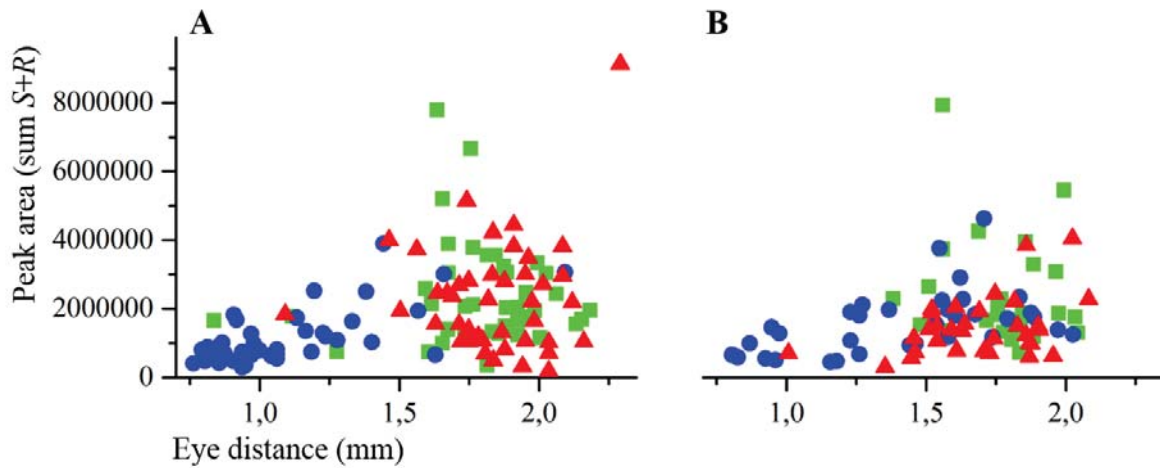 A B
Peak area (sum S+R)
8000000
6000000
4000000
2000000
0
1,0 1,5 2,0 1,0 1,5 2,0
Eye distance (mm)